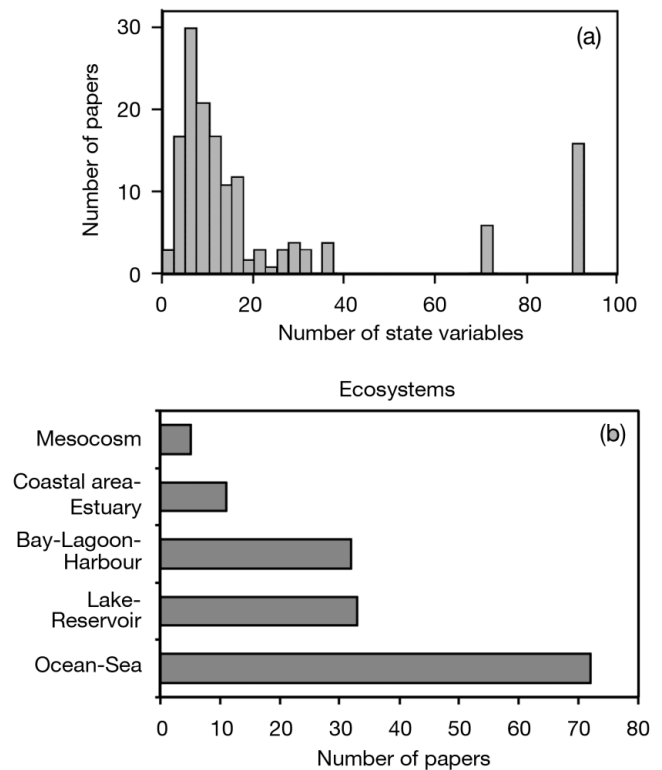 (a)
Number of papers
30
20
10
0
0 20 40 60 80 100
Number of state variables
Ecosystems
(b)
Mesocosm
Coastal area-
Estuary
Bay-Lagoon-
Harbour
Lake-
Reservoir
Ocean-Sea
0 10 20 30 40 50 60 70 80
Number of papers